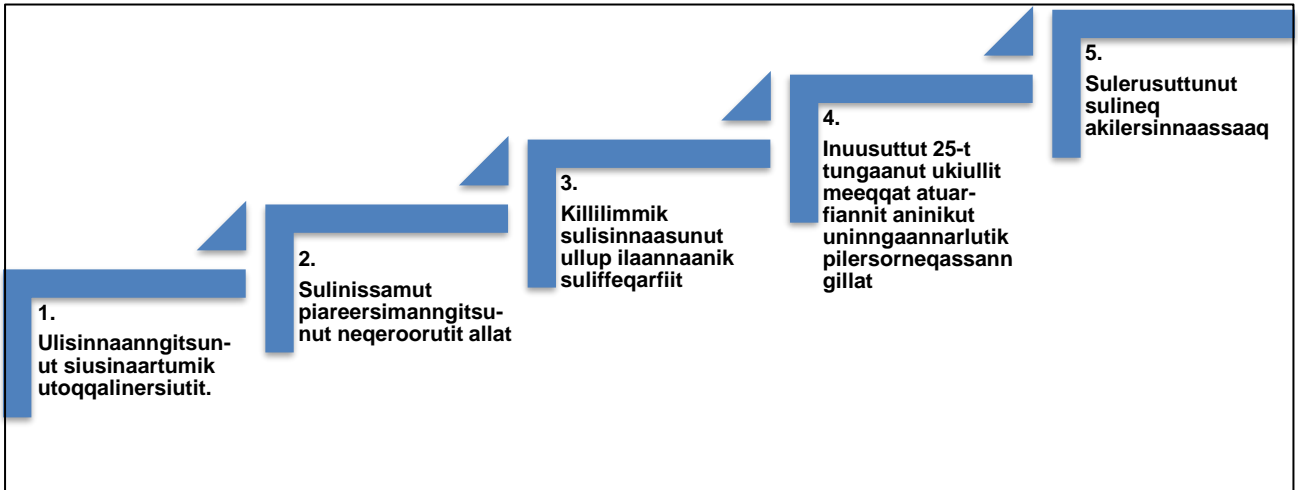 1.
Ulisinnaanngitsun-
ut siusinaartumik
utoqqalinersiutit.
2.
Sulinissamut
piareersimanngitsu-
nut neqeroorutit allat
3.
Killilimmik
sulisinnaasunut
ullup ilaannaanik
suliffeqarfiit
4.
Inuusuttut 25-t
tungaanut ukiullit
meeqqat atuar-
fiannit aninikut
uninngaannarlutik
pilersorneqassann
gillat
5.
Sulerusuttunut
sulineq
akilersinnaassaaq